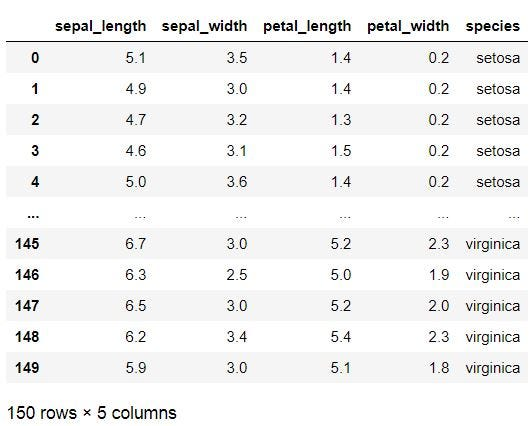 sepal_length sepal_width petal_length petal_width species
0 5.1 3.5 1.4 0.2 setosa
1 4.9 3.0 1.4 0.2 setosa
2 4.7 3.2 1.3 0.2 setosa
3 4.6 3.1 1.5 0.2 setosa
4 5.0 3.6 1.4 0.2 setosa
... ... ... ... ... ...
145 6.7 3.0 5.2 2.3 virginica
146 6.3 2.5 5.0 1.9 virginica
147 6.5 3.0 5.2 2.0 virginica
148 6.2 3.4 5.4 2.3 virginica
149 5.9 3.0 5.1 1.8 virginica
150 rows × 5 columns